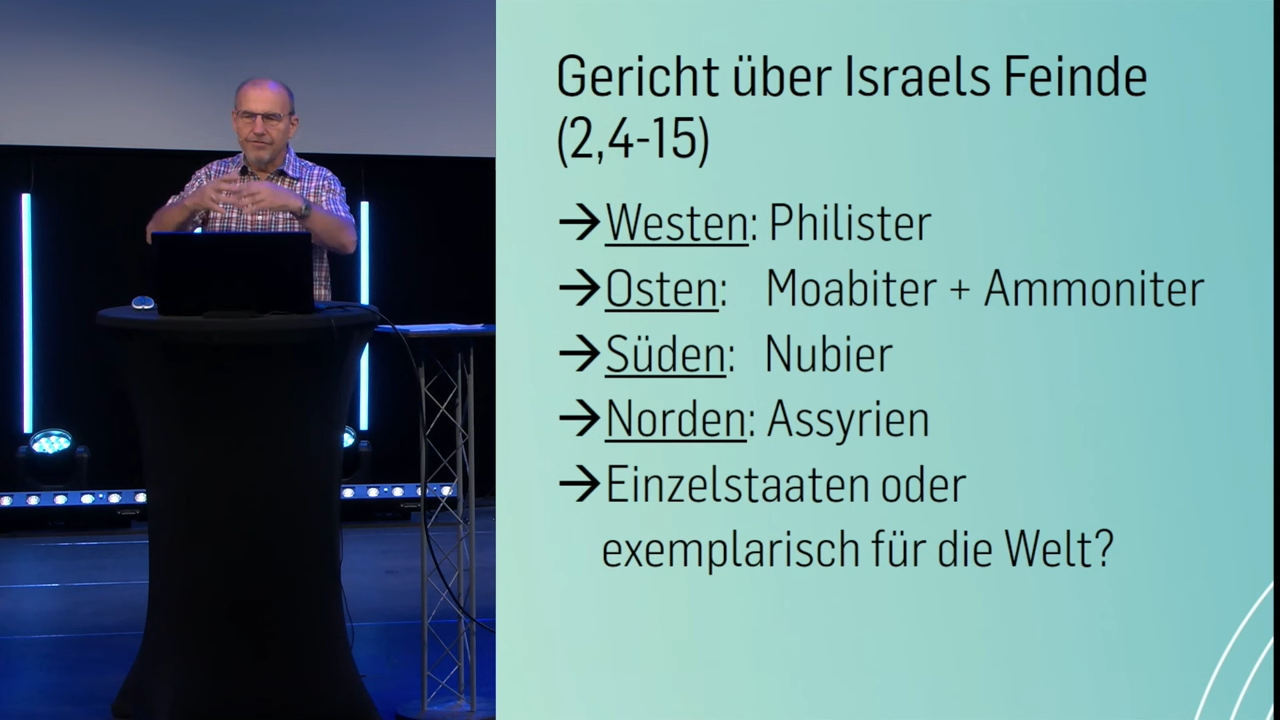 Gericht über Israels Feinde
(2,4-15)
→Westen: Philister
→Osten: Moabiter + Ammoniter
→Süden: Nubier
→Norden: Assyrien
→Einzelstaaten oder
exemplarisch für die Welt?